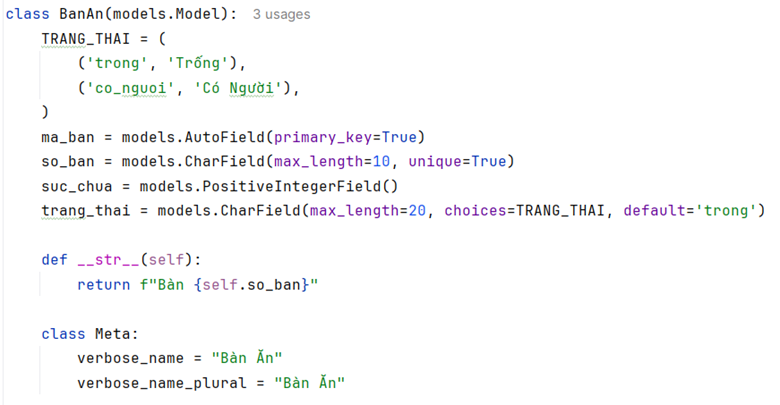 class BanAn(models.Model):  3 usages
    TRANG_THAI = (
        ('trong', 'Trống'),
        ('co_nguoi', 'Có Người'),
    )
    ma_ban = models.AutoField(primary_key=True)
    so_ban = models.CharField(max_length=10, unique=True)
    suc_chua = models.PositiveIntegerField()
    trang_thai = models.CharField(max_length=20, choices=TRANG_THAI, default='trong')
    def __str__(self):
        return f"Bàn {self.so_ban}"
    class Meta:
        verbose_name = "Bàn Ăn"
        verbose_name_plural = "Bàn Ăn"